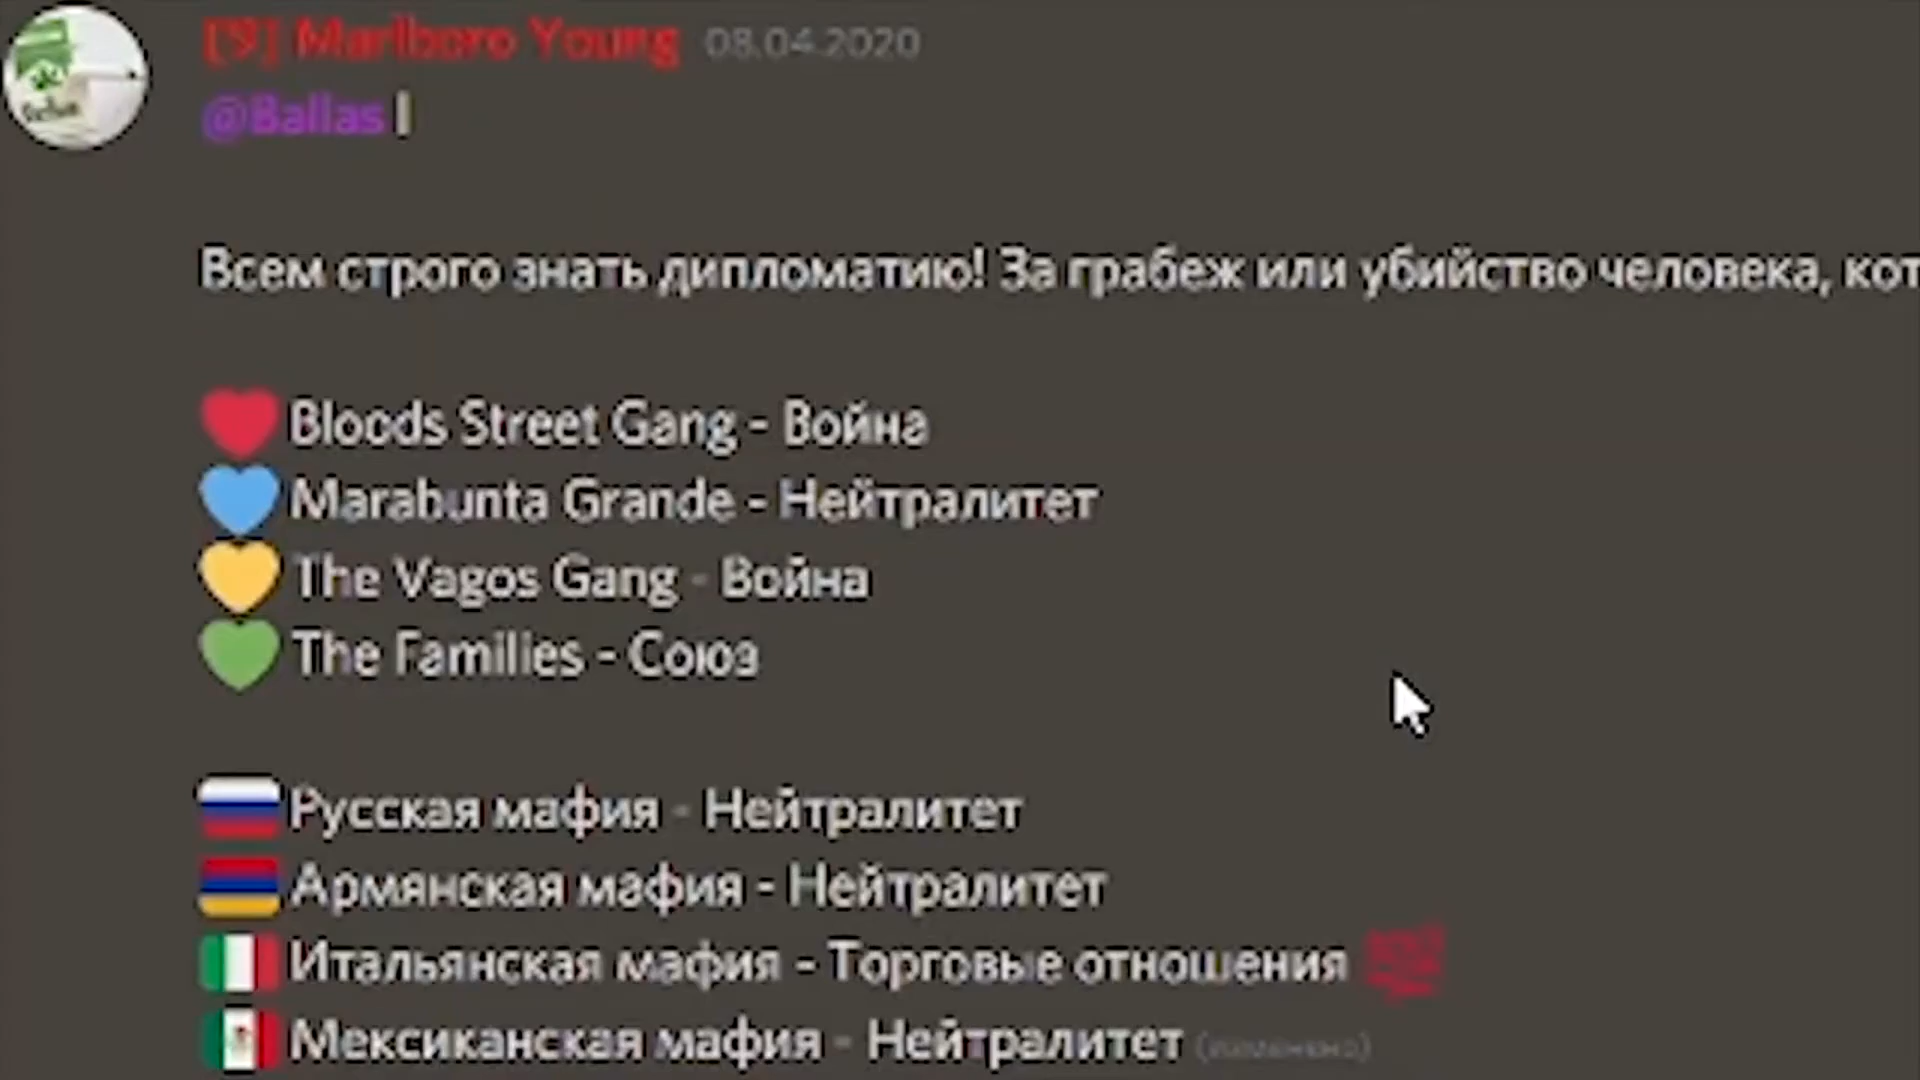 [9] Marlboro Young 08.04.2020
@Ballas |
Всем строго знать дипломатию! За грабеж или убийство человека, кот
Bloods Street Gang - Война
Marabunta Grande - Нейтралитет
The Vagos Gang - Война
The Families - Союз
Русская мафия - Нейтралитет
Армянская мафия - Нейтралитет
Итальянская мафия - Торговые отношения 💯
Мексиканская мафия - Нейтралитет (изменено)